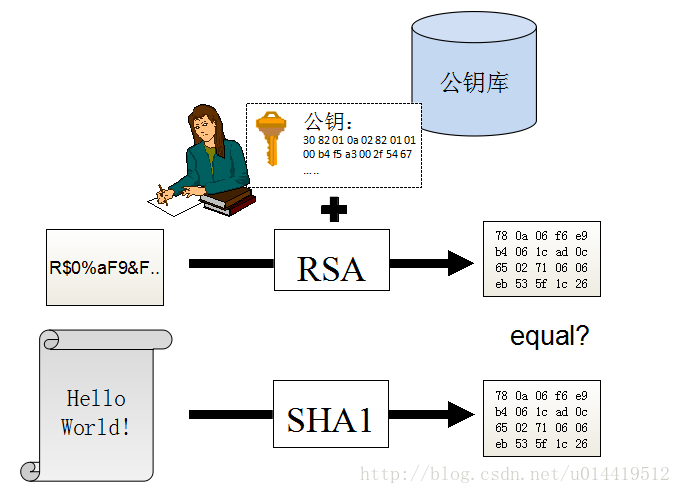 公钥库
公钥：
30 82 01 0a 02 82 01 01
00 b4 f5 a3 00 2f 54 67
.....
R$0%aF9&F..
RSA
78 0a 06 f6 e9
b4 06 1c ad 0c
65 02 71 06 06
eb 53 5f 1c 26
equal?
Hello
World!
SHA1
78 0a 06 f6 e9
b4 06 1c ad 0c
65 02 71 06 06
eb 53 5f 1c 26
http://blog.csdn.net/u014419512